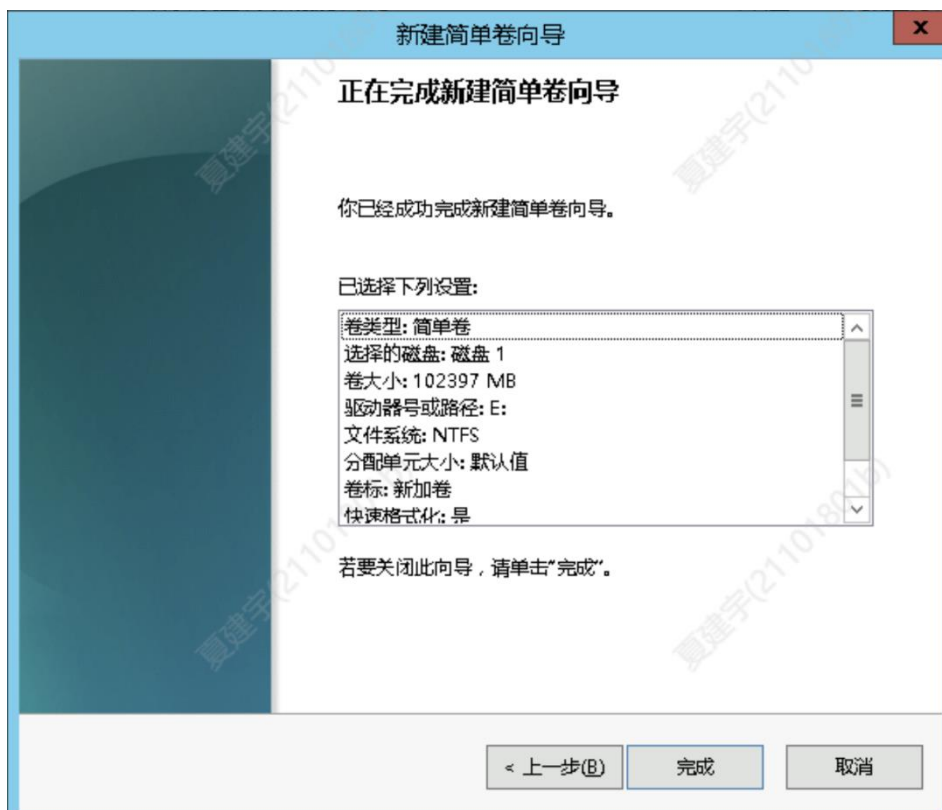 新建简单卷向导
x
正在完成新建简单卷向导
你已经成功完成新建简单卷向导。
已选择下列设置:
卷类型: 简单卷
选择的磁盘: 磁盘 1
卷大小: 102397 MB
驱动器号或路径: E:
文件系统: NTFS
分配单元大小: 默认值
卷标: 新加卷
快速格式化: 是
若要关闭此向导，请单击"完成"。
< 上一步(B)
完成
取消